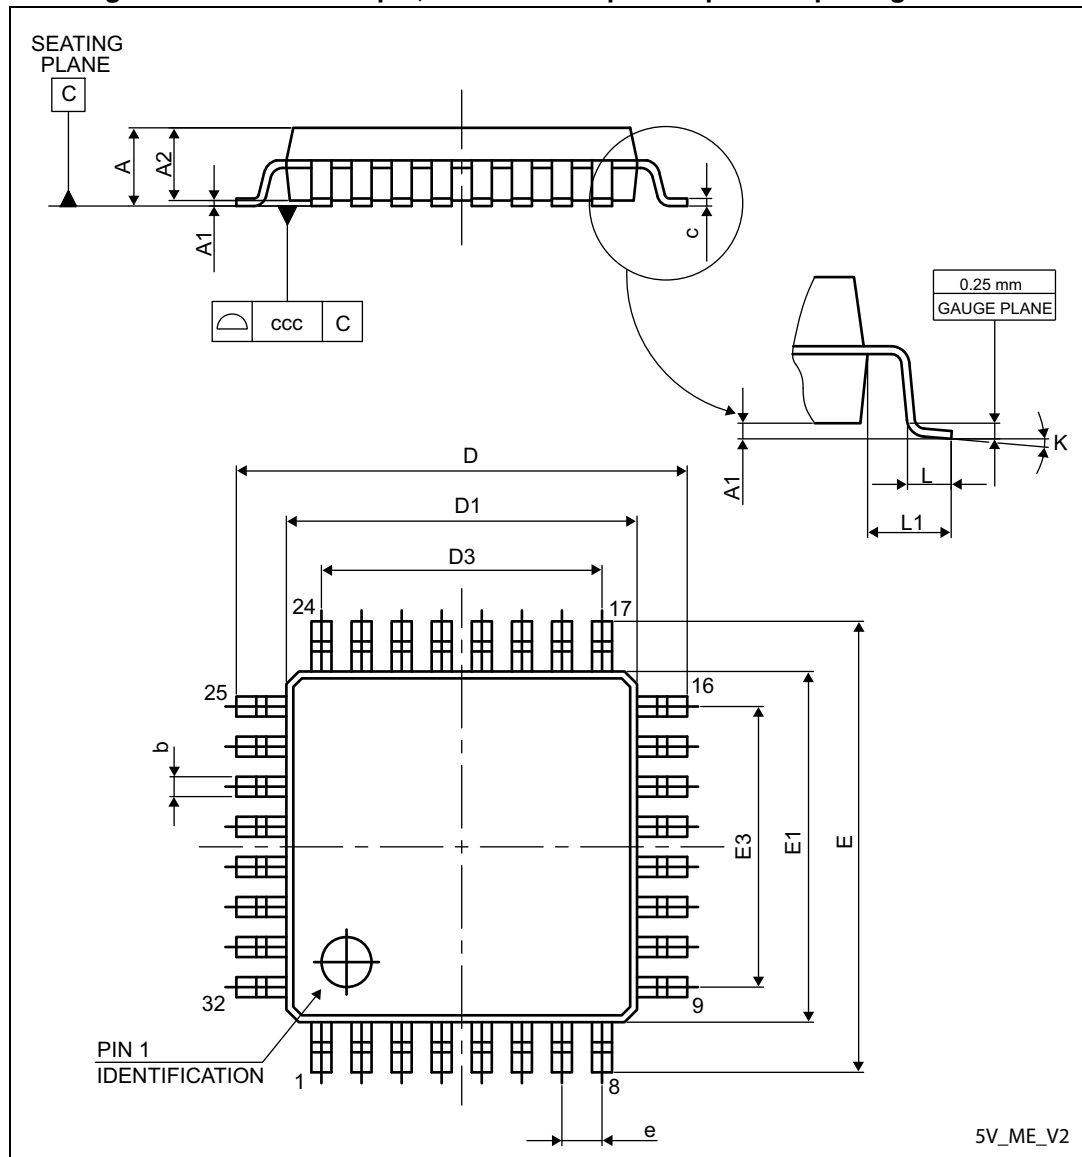 SEATING
PLANE
C
A
A2
A1
c
ccc
C
0.25 mm
GAUGE PLANE
A1
K
L
L1
D
D1
D3
24
17
25
16
b
E3
E1
E
32
9
PIN 1
IDENTIFICATION
1
8
e
5V_ME_V2